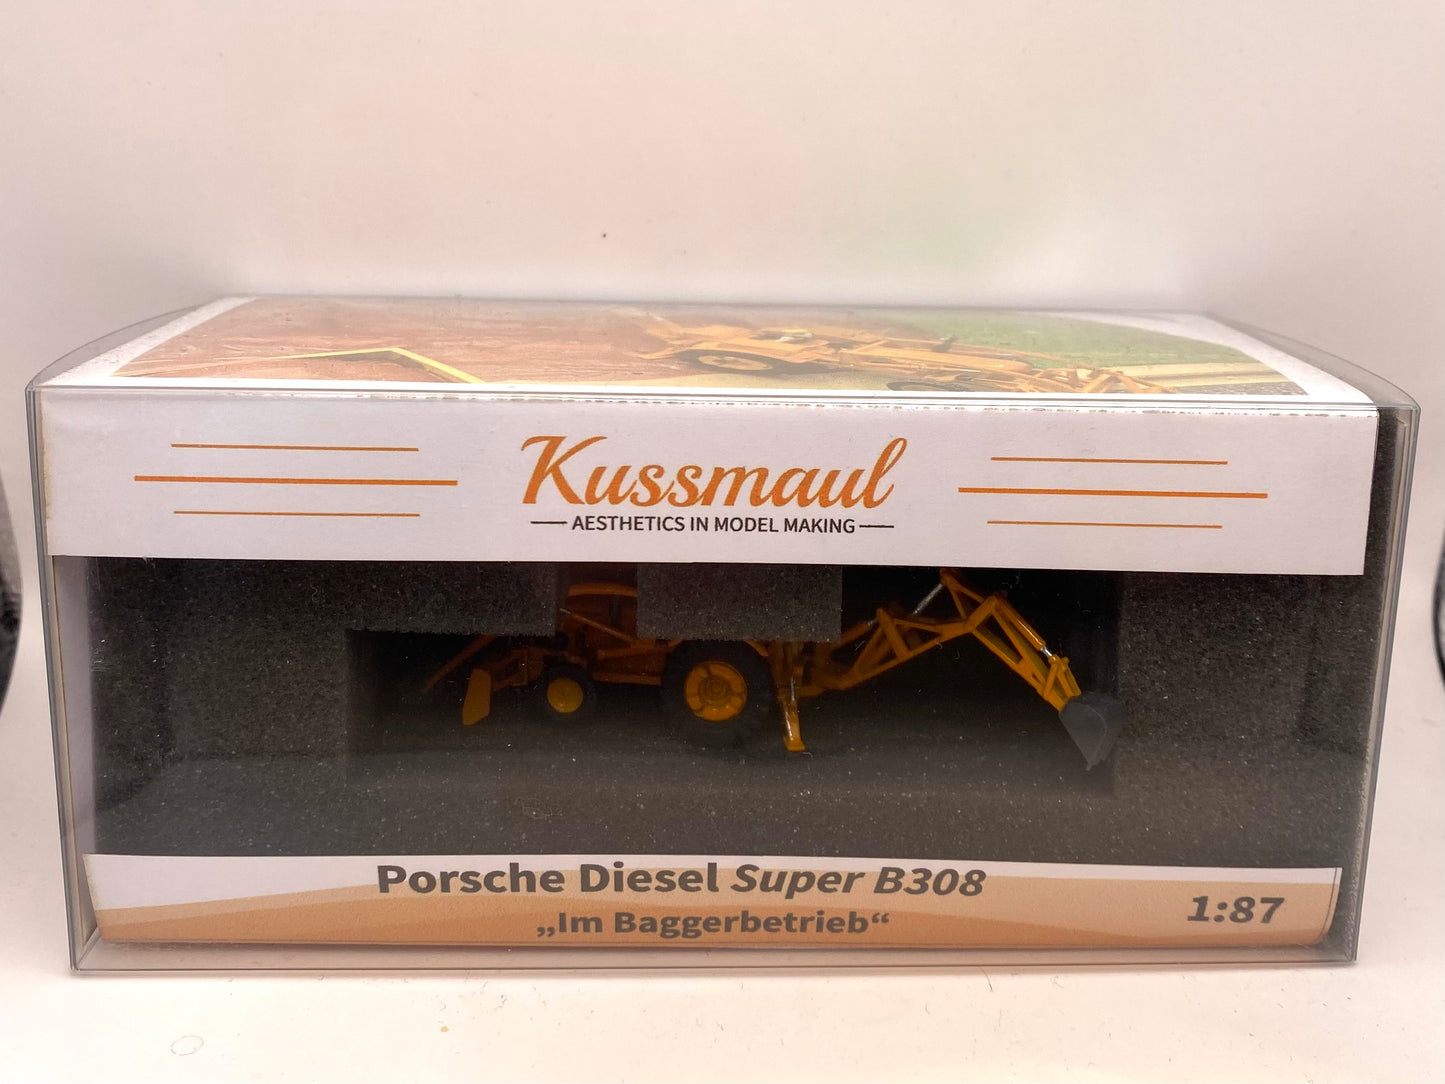 Kussmaul
AESTHETICS IN MODEL MAKING
Porsche Diesel Super B308
„Im Baggerbetrieb“
1:87